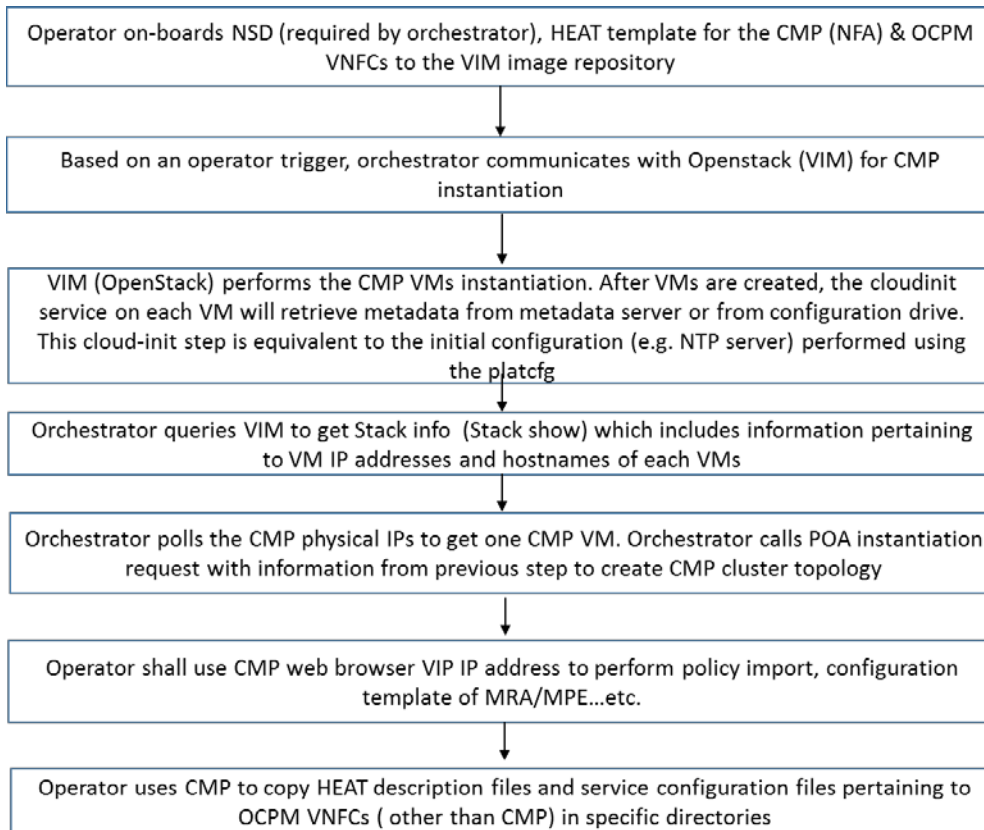 Operator on-boards NSD (required by orchestrator), HEAT template for the CMP (NFA) & OCPM
VNFCs to the VIM image repository
Based on an operator trigger, orchestrator communicates with Openstack (VIM) for CMP
instantiation
VIM (OpenStack) performs the CMP VMs instantiation. After VMs are created, the cloudinit
service on each VM will retrieve metadata from metadata server or from configuration drive.
This cloud-init step is equivalent to the initial configuration (e.g. NTP server) performed using
the platcfg
Orchestrator queries VIM to get Stack info (Stack show) which includes information pertaining
to VM IP addresses and hostnames of each VMs
Orchestrator polls the CMP physical IPs to get one CMP VM. Orchestrator calls POA instantiation
request with information from previous step to create CMP cluster topology
Operator shall use CMP web browser VIP IP address to perform policy import, configuration
template of MRA/MPE...etc.
Operator uses CMP to copy HEAT description files and service configuration files pertaining to
OCPM VNFCs ( other than CMP) in specific directories